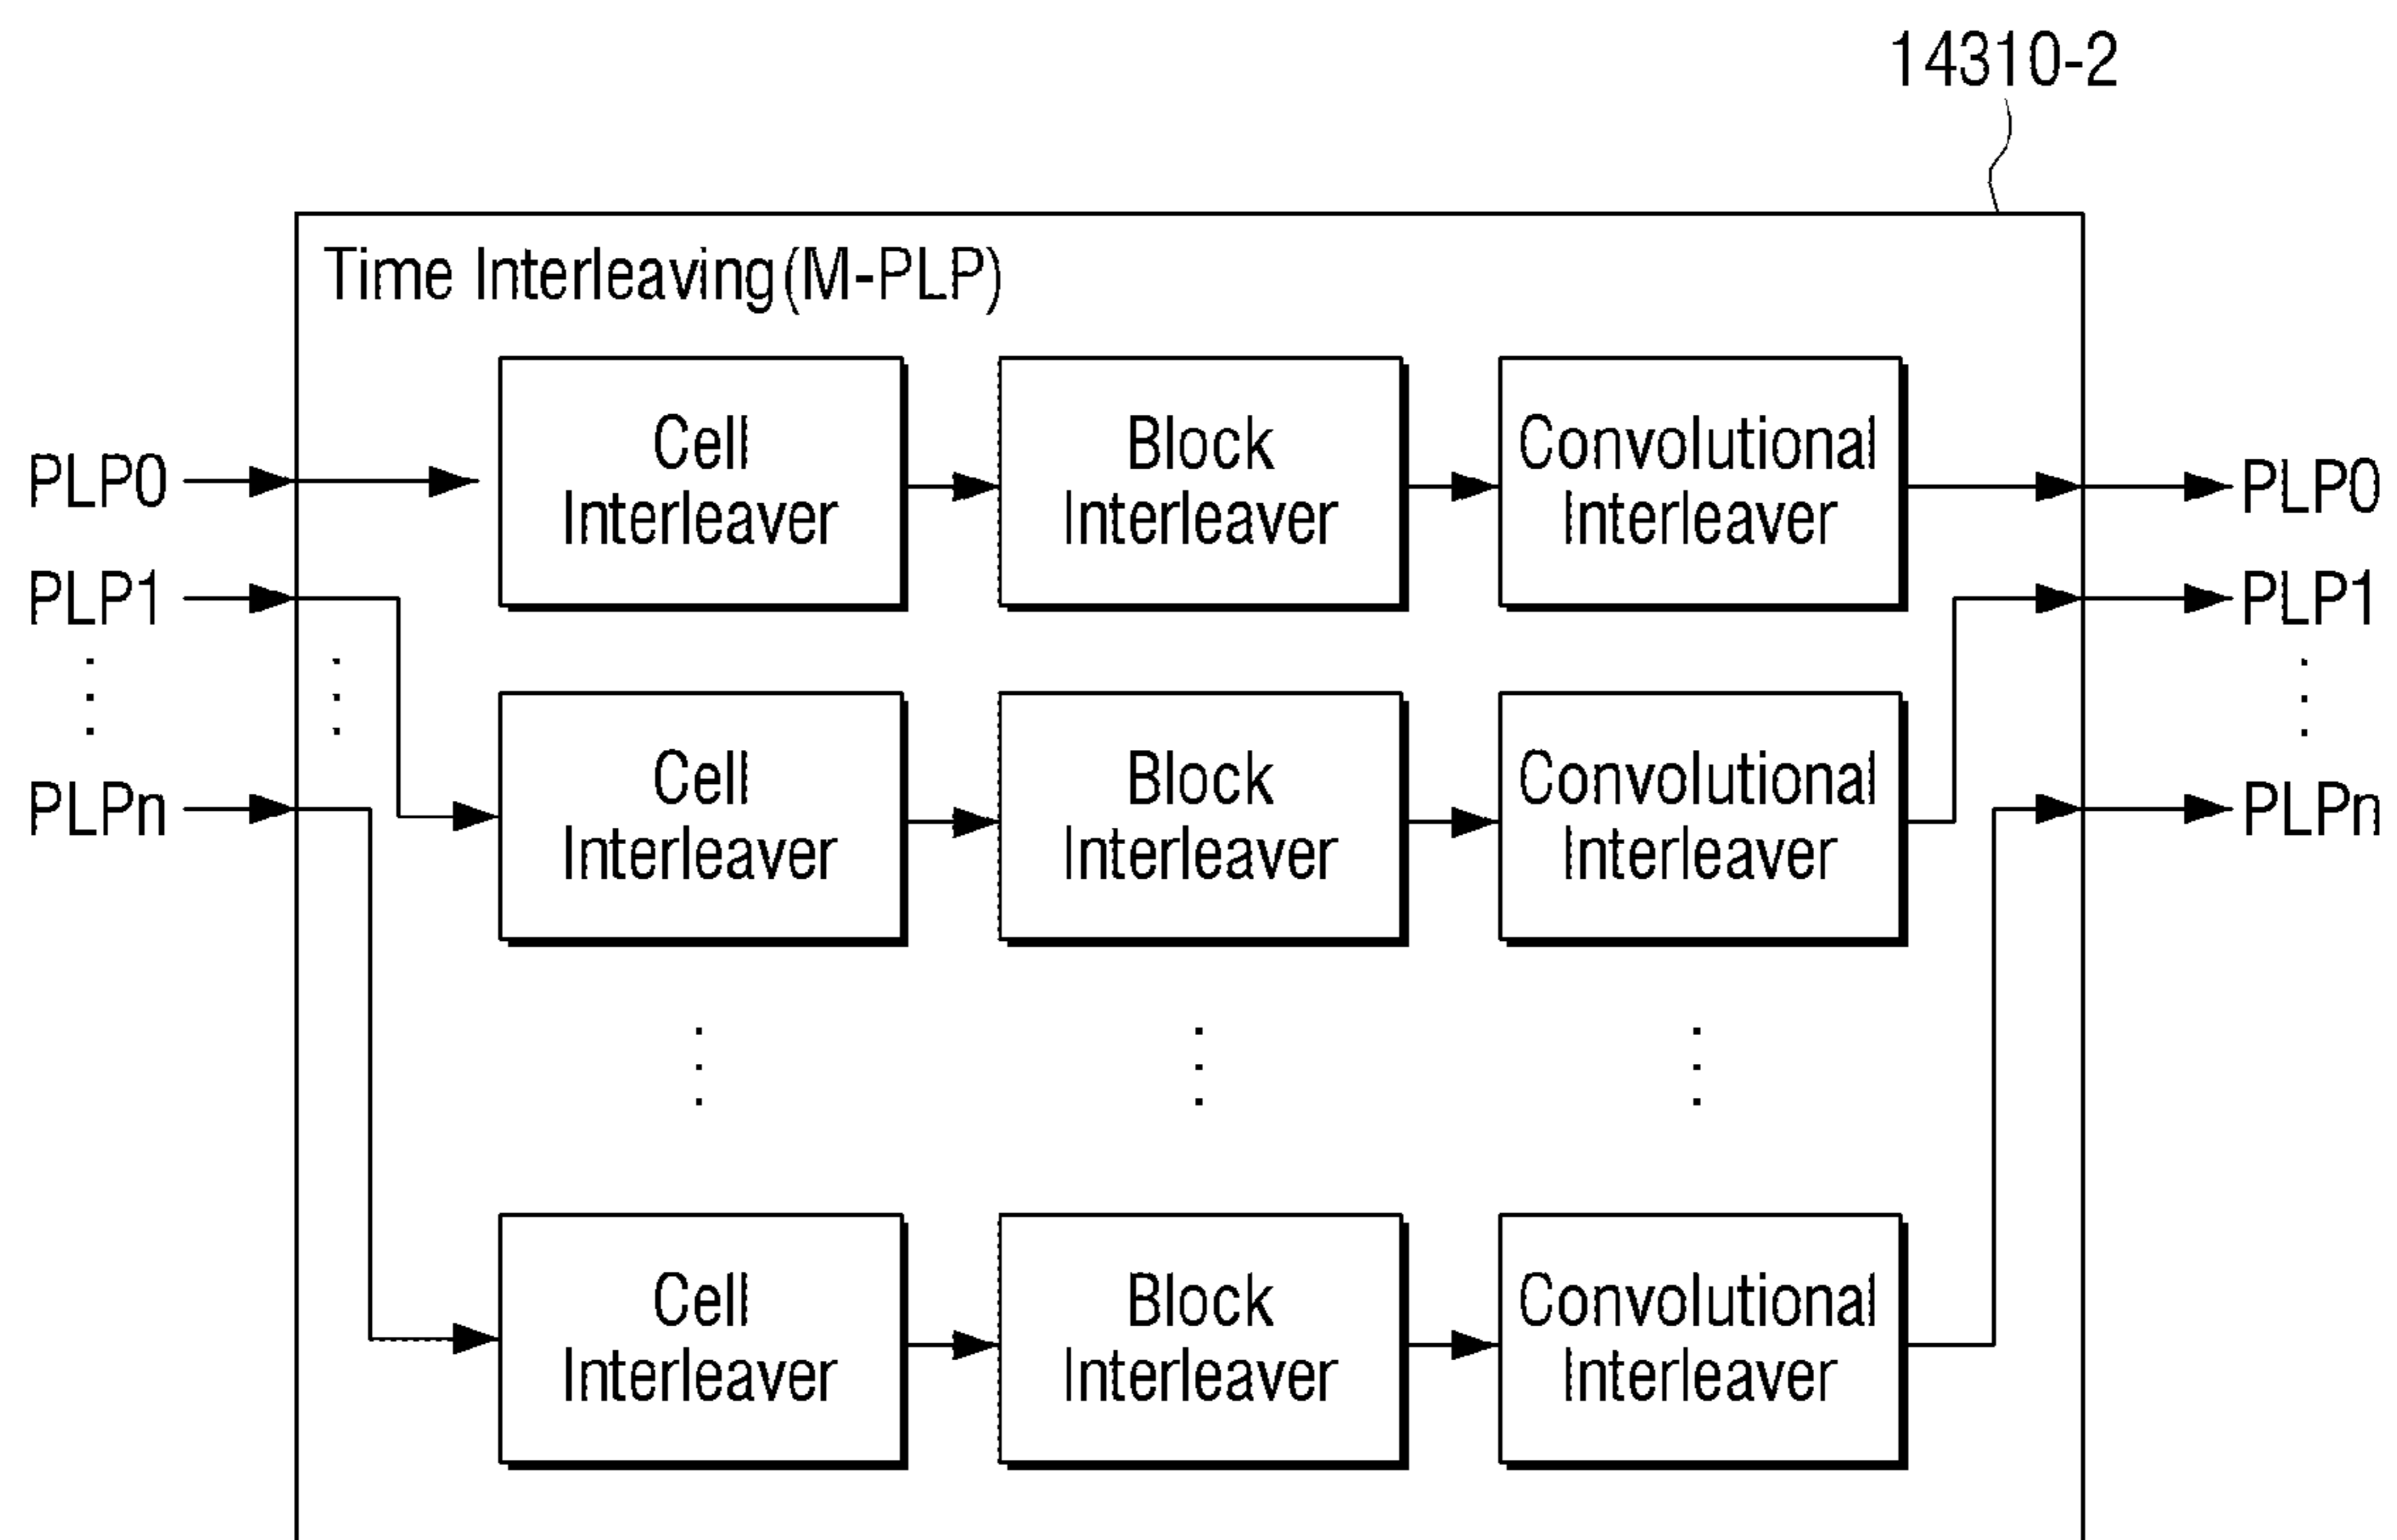 14310-2
Time Interleaving(M-PLP)
PLP0
Cell
Interleaver
Block
Interleaver
Convolutional
Interleaver
PLP0
PLP1
PLP1
Cell
Interleaver
Block
Interleaver
Convolutional
Interleaver
PLPn
PLPn
Cell
Interleaver
Block
Interleaver
Convolutional
Interleaver